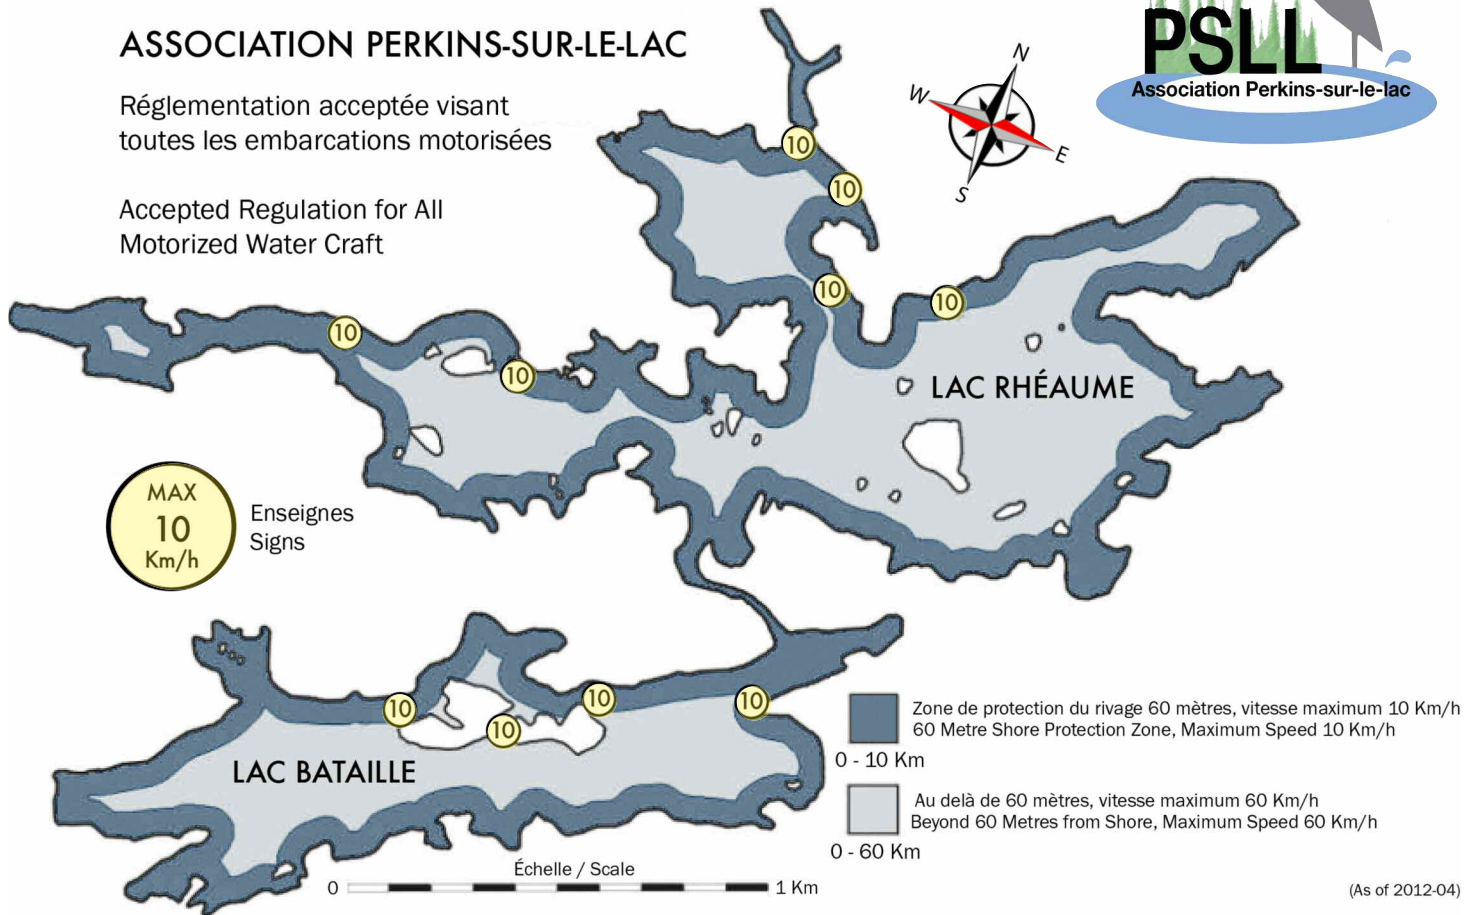 ASSOCIATION PERKINS-SUR-LE-LAC
Réglementation acceptée visant
toutes les embarcations motorisées
Accepted Regulation for All
Motorized Water Craft
PSLL
Association Perkins-sur-le-lac
N
W
E
S
10
10
10
10
10
10
LAC RHÉAUME
MAX
10
Km/h
Enseignes
Signs
10
10
10
10
LAC BATAILLE
Zone de protection du rivage 60 mètres, vitesse maximum 10 Km/h
60 Metre Shore Protection Zone, Maximum Speed 10 Km/h
0 - 10 Km
Au delà de 60 mètres, vitesse maximum 60 Km/h
Beyond 60 Metres from Shore, Maximum Speed 60 Km/h
0 - 60 Km
Échelle / Scale
0
1 Km
(As of 2012-04)